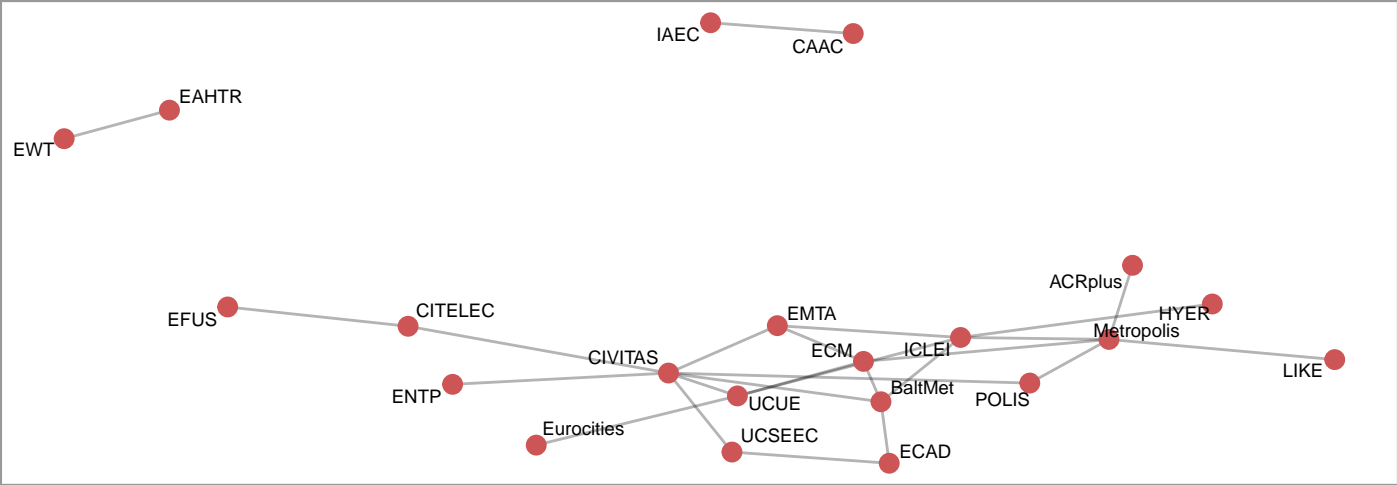 IAEC
CAAC
EAHTR
EWT
ACRplus
HYER
EFUS
CITELEC
EMTA
Metropolis
ECM
ICLEI
CIVITAS
LIKE
ENTP
BaltMet
POLIS
UCUE
Eurocities
UCSEEC
ECAD